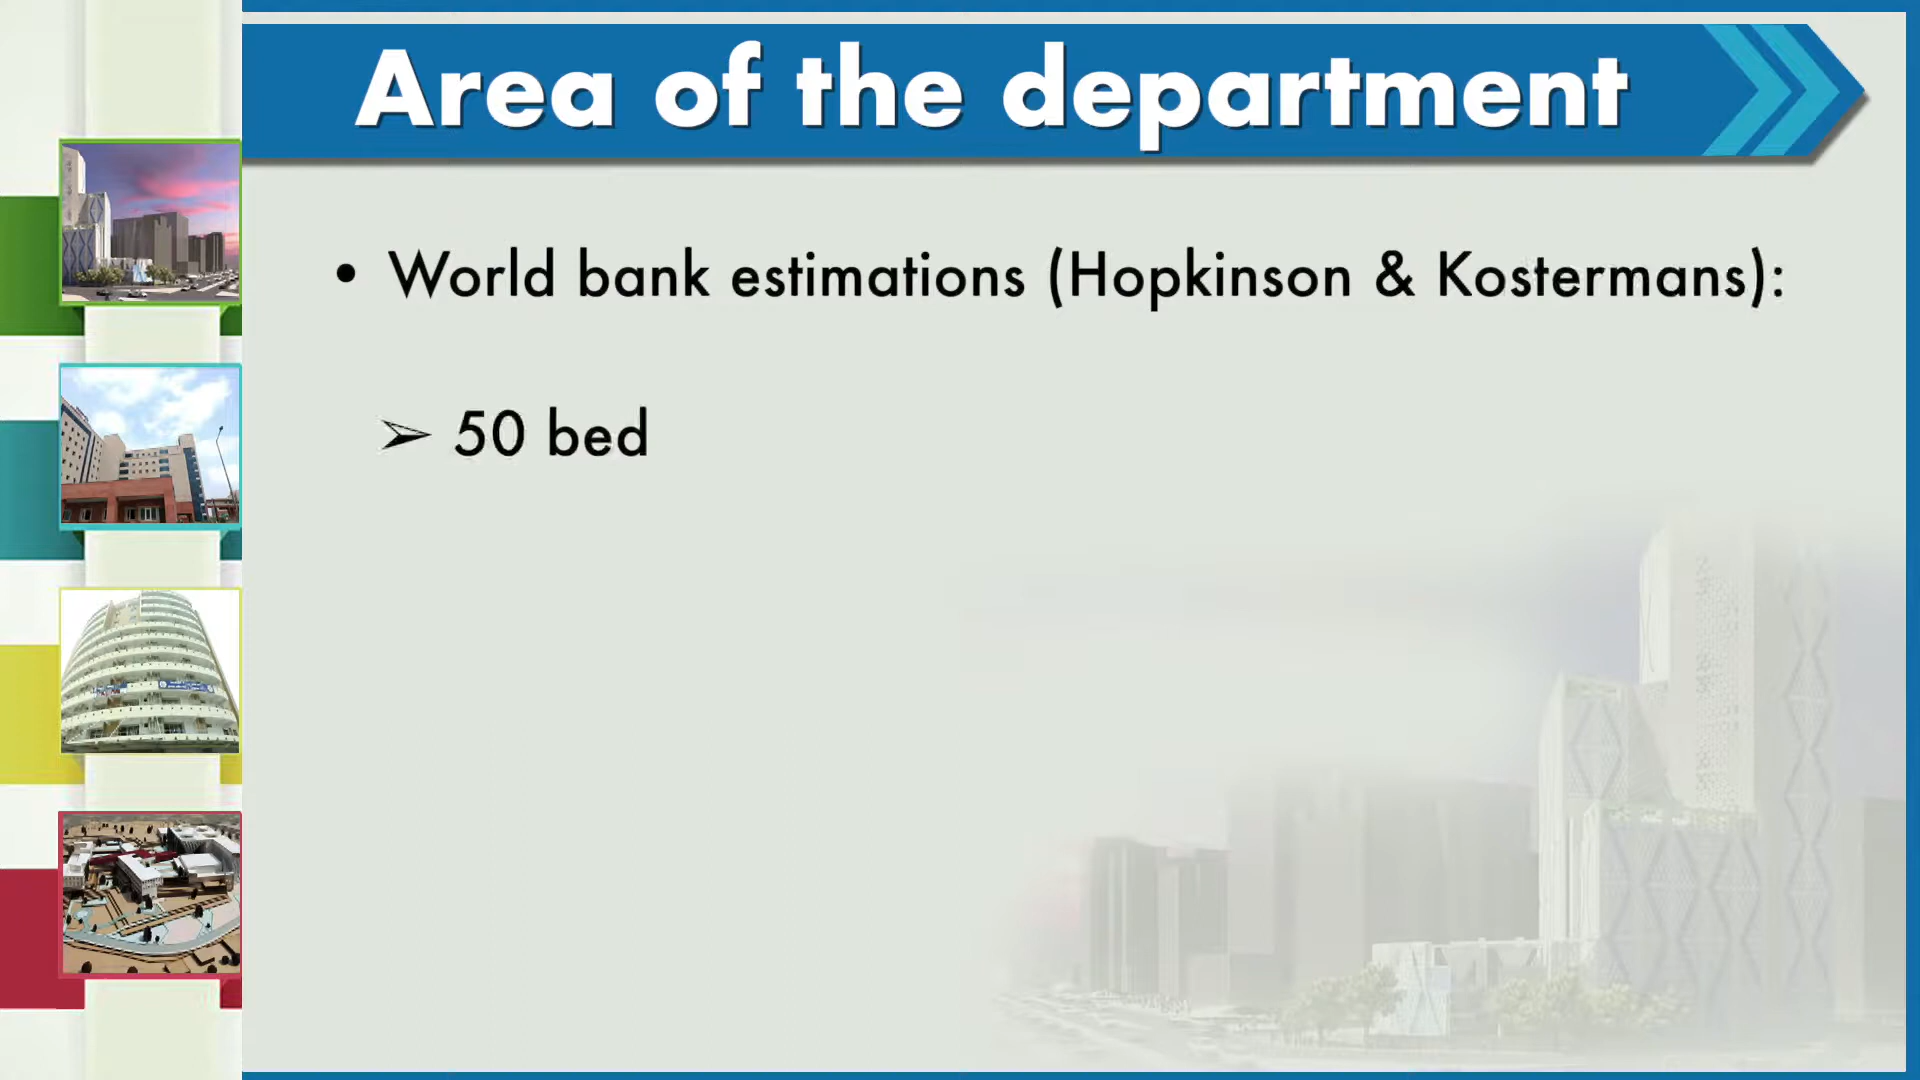 Area of the department
• World bank estimations (Hopkinson & Kostermans):
➢ 50 bed